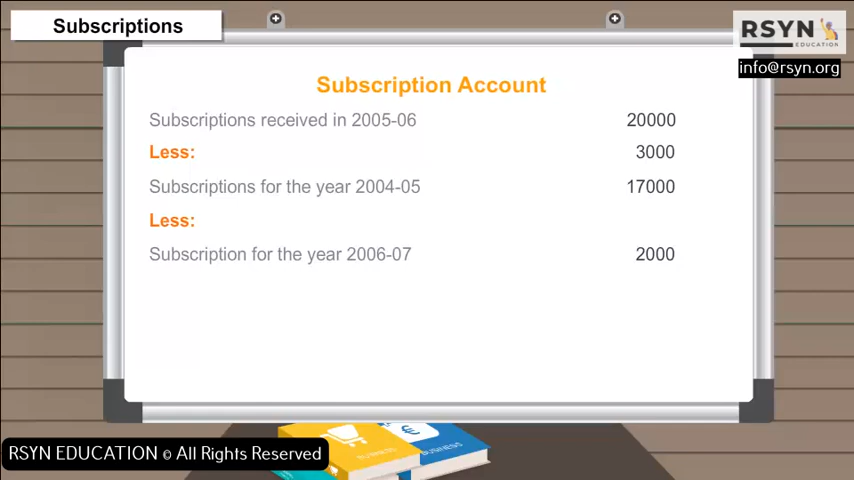 Subscriptions
RSYN
EDUCATION
info@rsyn.org
Subscription Account
Subscriptions received in 2005-06 20000
Less: 3000
Subscriptions for the year 2004-05 17000
Less:
Subscription for the year 2006-07 2000
BUSINESS
RSYN EDUCATION © All Rights Reserved